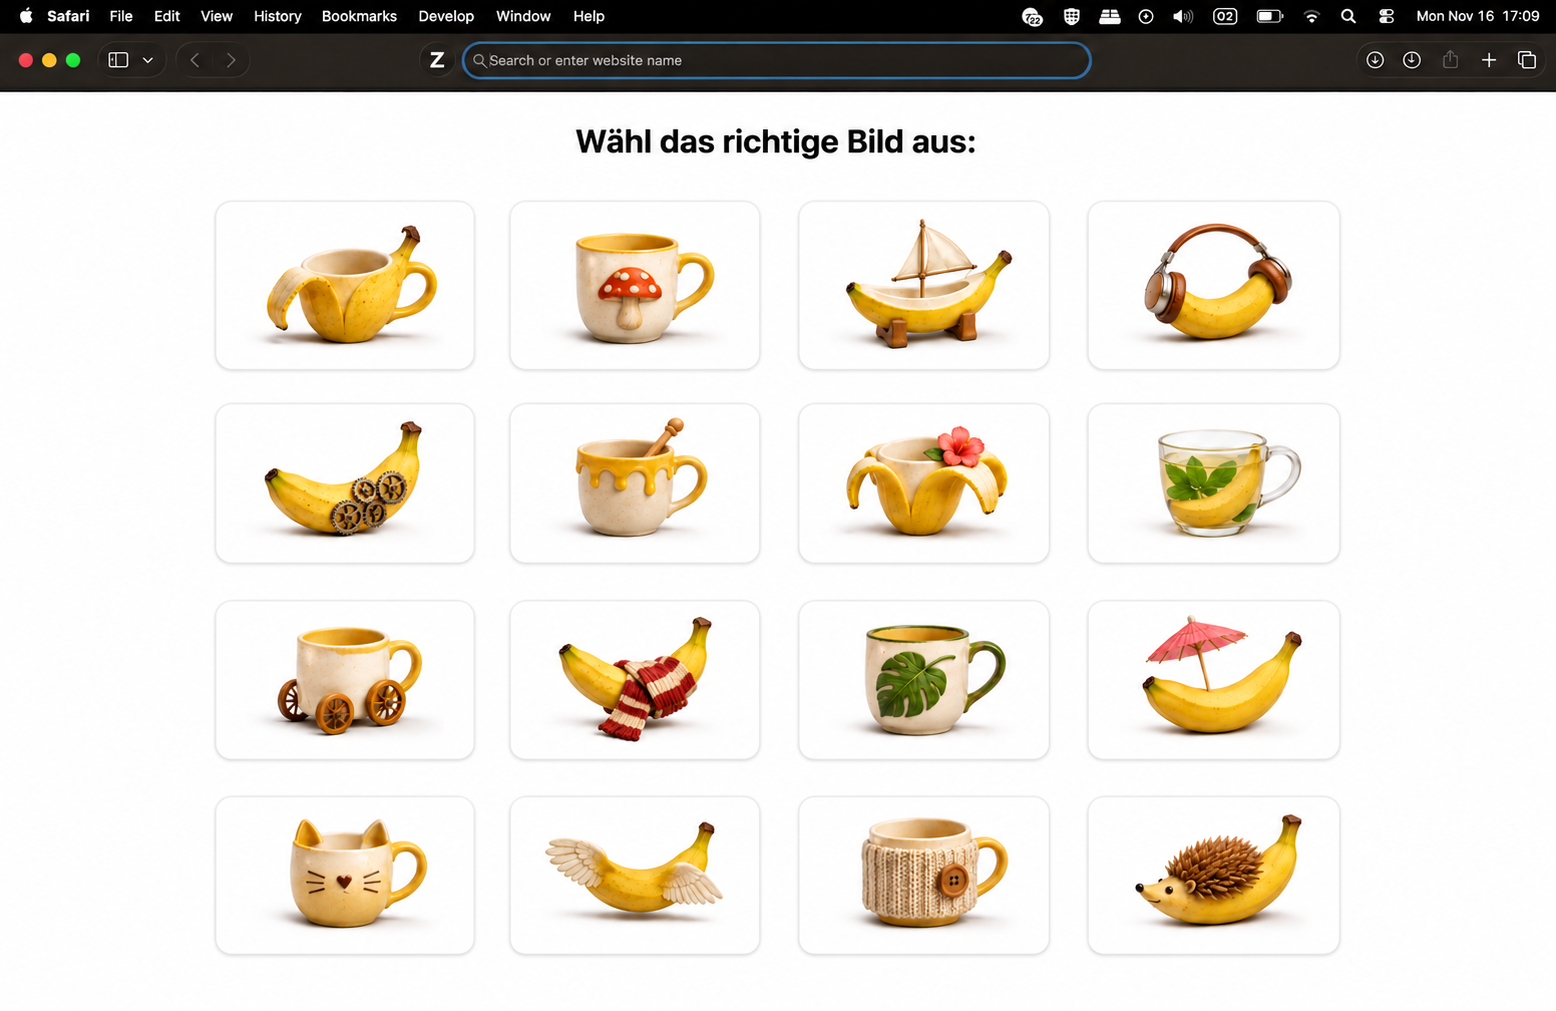 Safari File Edit View History Bookmarks Develop Window Help 02 Mon Nov 16 17:09
Z Search or enter website name
Wähl das richtige Bild aus: